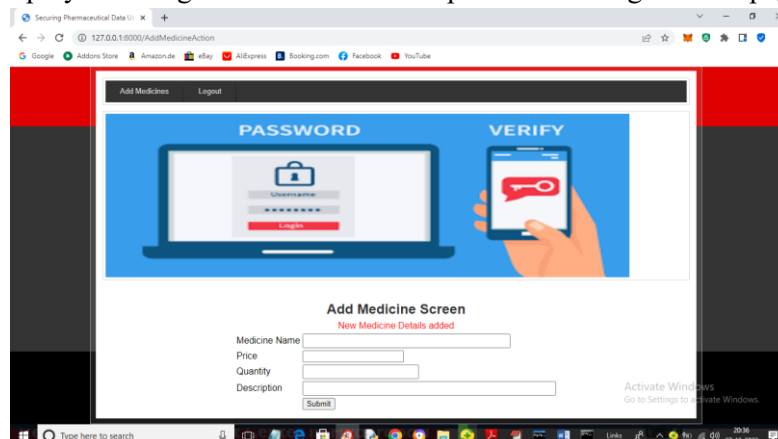 Securing Pharmaceutical Data U
127.0.0.1:8000/AddMedicineAction
Google Addons Store Amazon.de eBay AliExpress Booking.com Facebook YouTube
Add Medicines Logout
PASSWORD VERIFY
Username
Login
Add Medicine Screen
New Medicine Details added
Medicine Name
Price
Quantity
Description
Submit
Activate Windows
Go to Settings to activate Windows.
Type here to search
Links
20:36